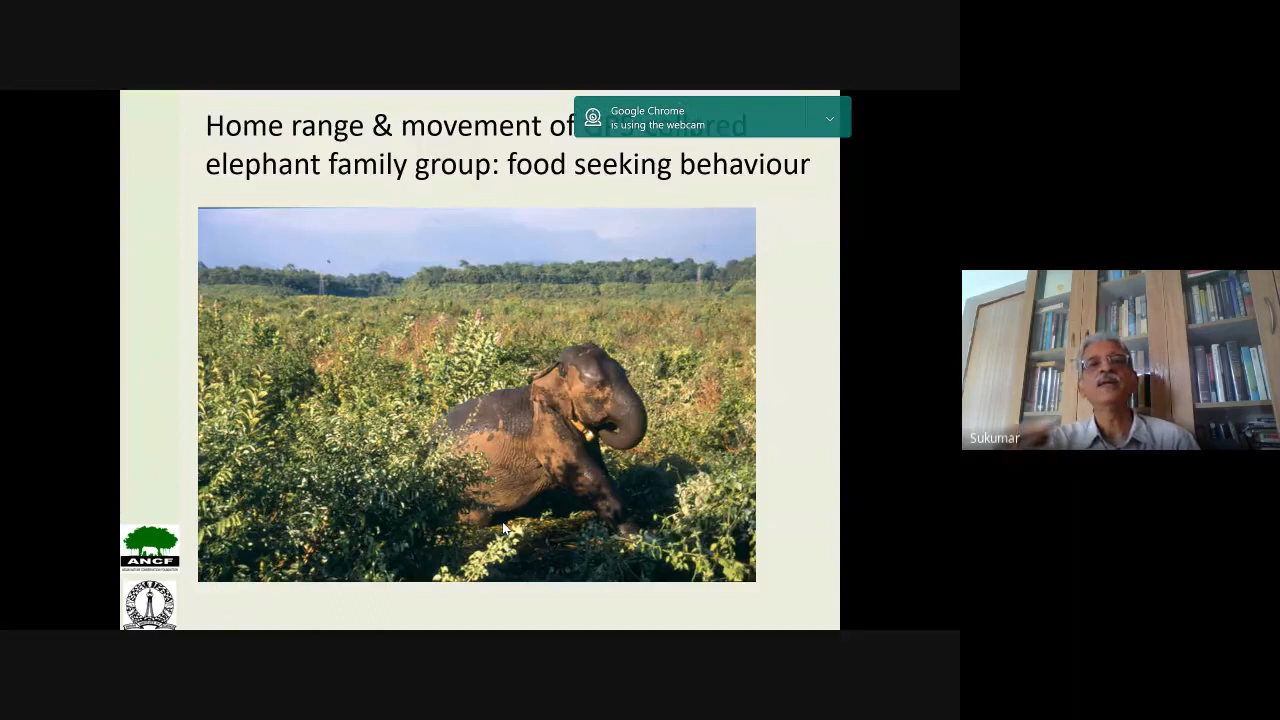 Home range & movement of
elephant family group: food seeking behaviour
Google Chrome
is using the webcam
ANCF
Sukumar